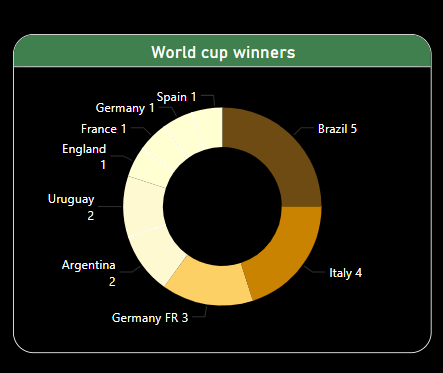 World cup winners
Spain 1
Germany 1
France 1
England
1
Uruguay
2
Argentina
2
Germany FR 3
Italy 4
Brazil 5